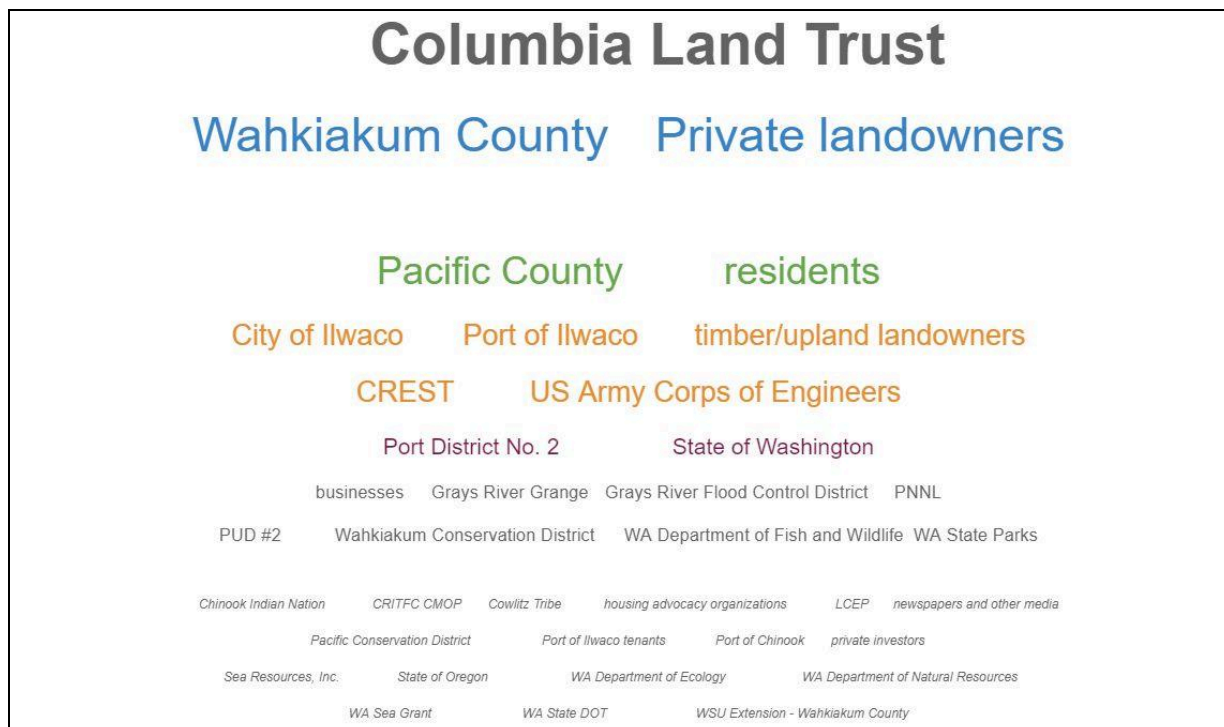 Columbia Land Trust
Wahkiakum County Private landowners
Pacific County residents
City of Ilwaco Port of Ilwaco timber/upland landowners
CREST US Army Corps of Engineers
Port District No. 2 State of Washington
businesses Grays River Grange Grays River Flood Control District PNNL
PUD #2 Wahkiakum Conservation District WA Department of Fish and Wildlife WA State Parks
Chinook Indian Nation CRITFC CMOP Cowlitz Tribe housing advocacy organizations LCEP newspapers and other media
Pacific Conservation District Port of Ilwaco tenants Port of Chinook private investors
Sea Resources, Inc. State of Oregon WA Department of Ecology WA Department of Natural Resources
WA Sea Grant WA State DOT WSU Extension - Wahkiakum County